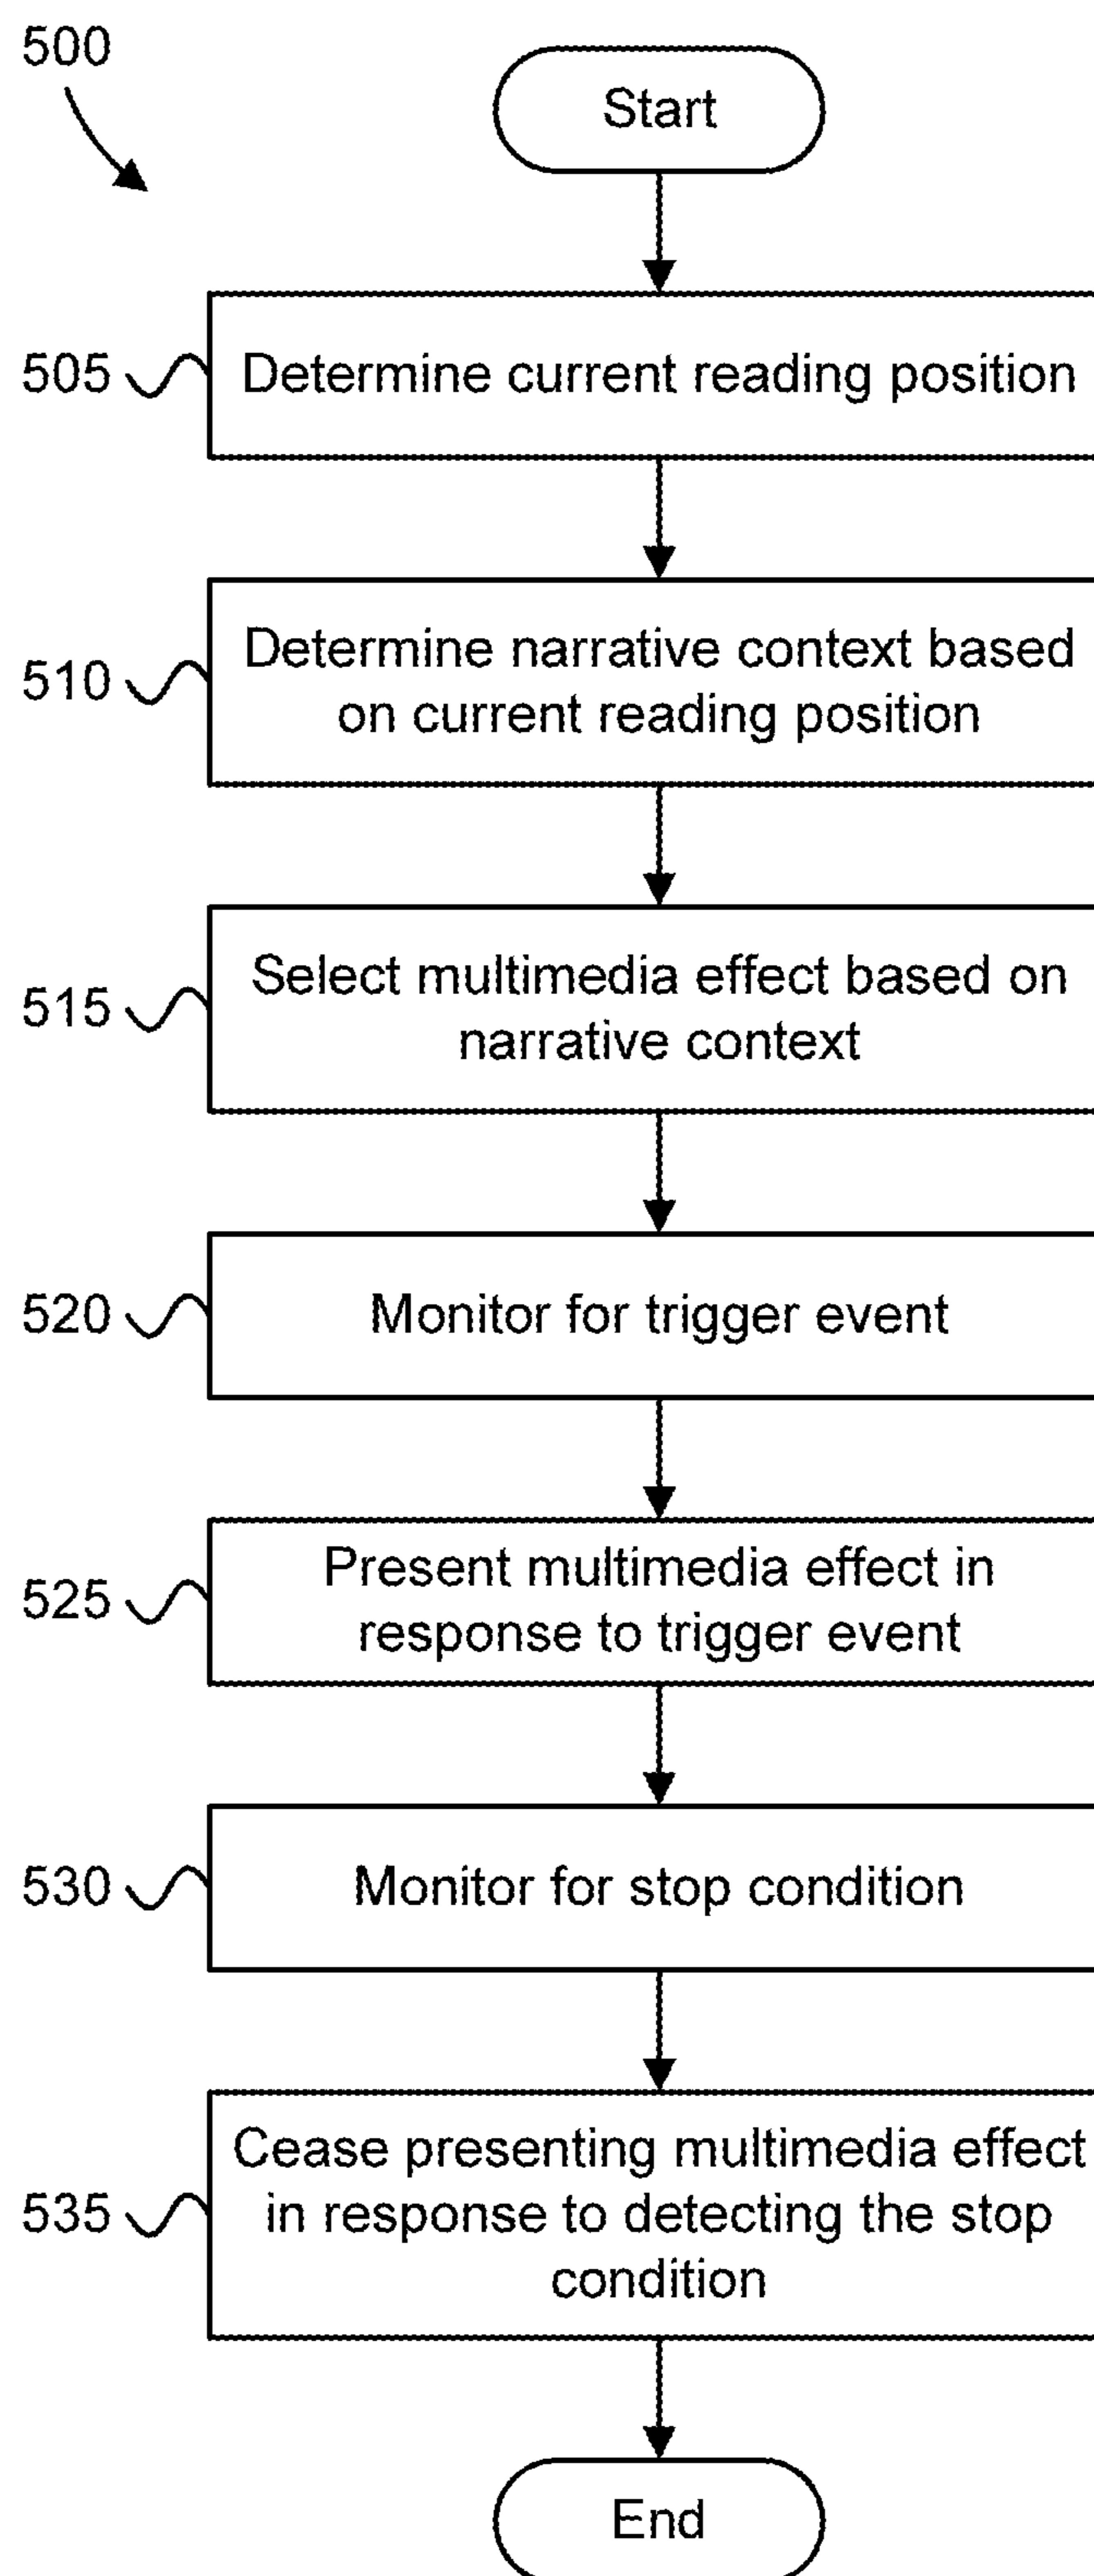 500
Start
505
Determine current reading position
510
Determine narrative context based
on current reading position
515
Select multimedia effect based on
narrative context
520
Monitor for trigger event
525
Present multimedia effect in
response to trigger event
530
Monitor for stop condition
535
Cease presenting multimedia effect
in response to detecting the stop
condition
End